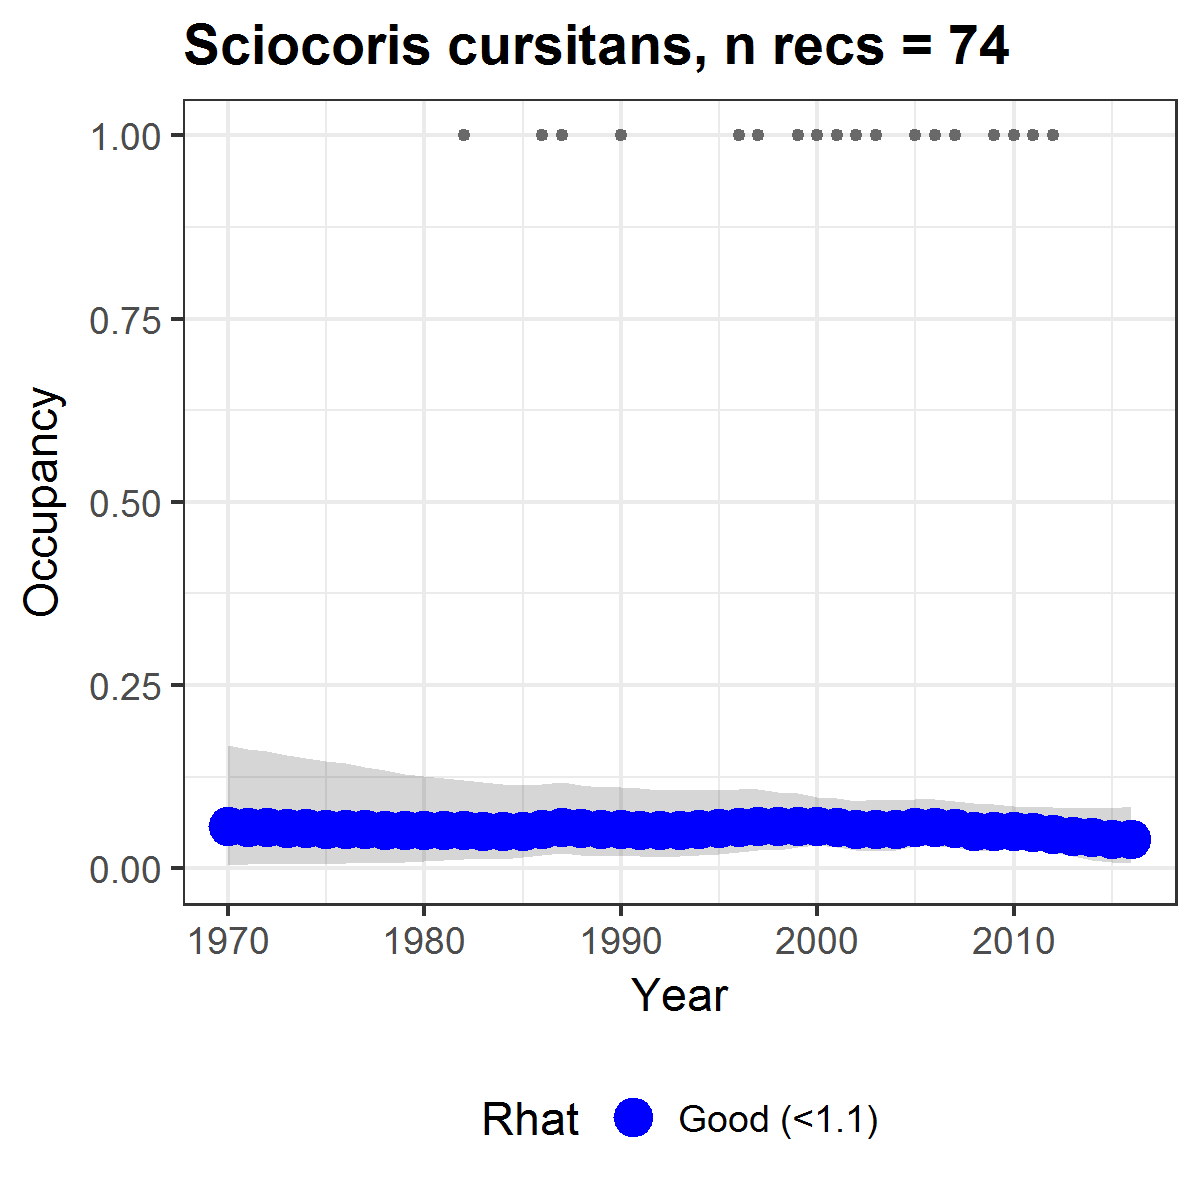 Sciocoris cursitans, n recs = 74
1.00
0.75
0.50
0.25
0.00
Occupancy
1970 1980 1990 2000 2010
Year
Rhat Good (<1.1)